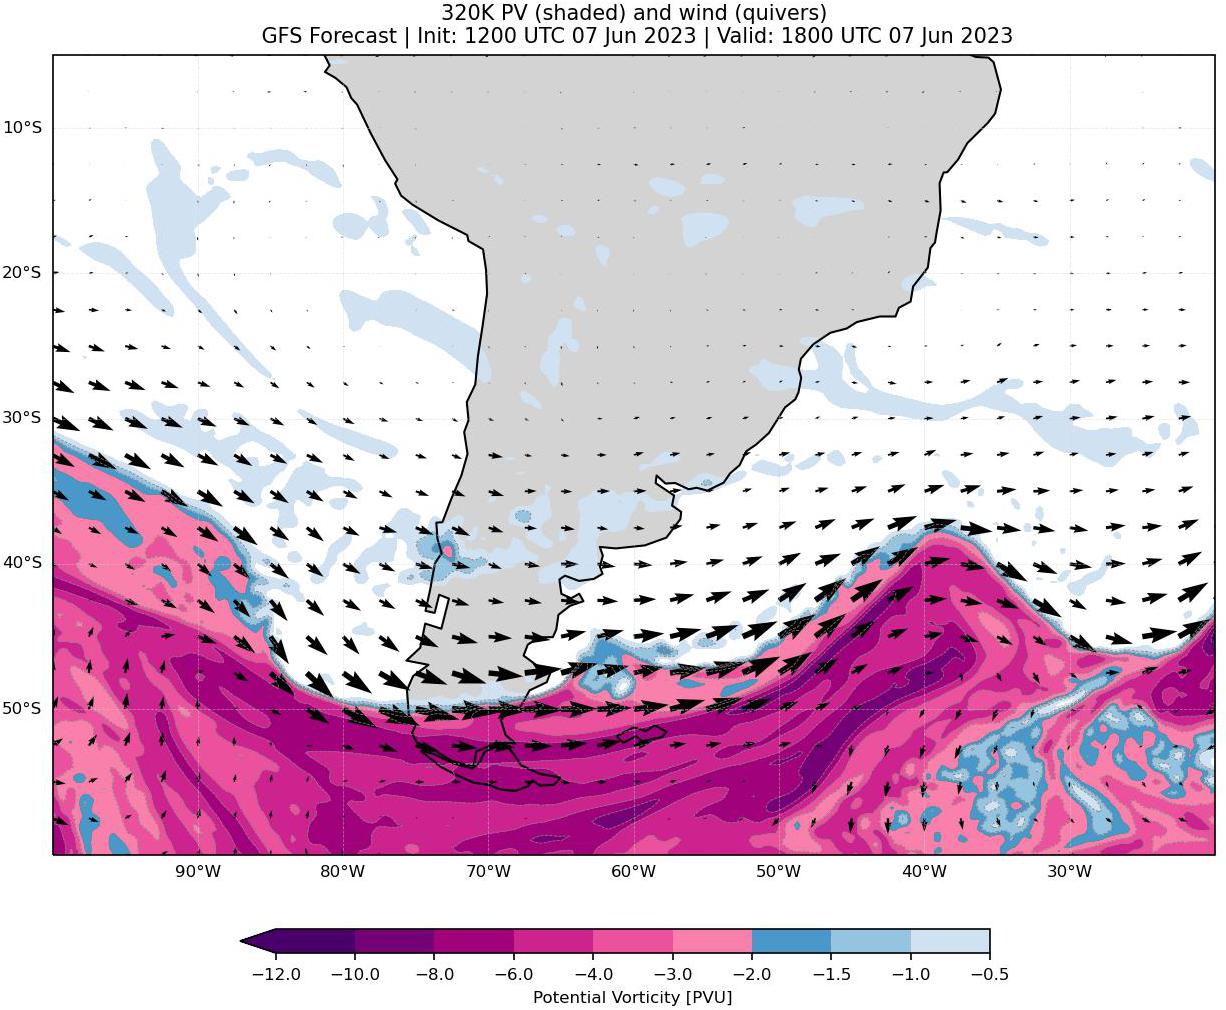 320K PV (shaded) and wind (quivers)
GFS Forecast | Init: 1200 UTC 07 Jun 2023 | Valid: 1800 UTC 07 Jun 2023
10°S
20°S
30°S
40°S
50°S
90°W 80°W 70°W 60°W 50°W 40°W 30°W
−12.0 −10.0 −8.0 −6.0 −4.0 −3.0 −2.0 −1.5 −1.0 −0.5
Potential Vorticity [PVU]